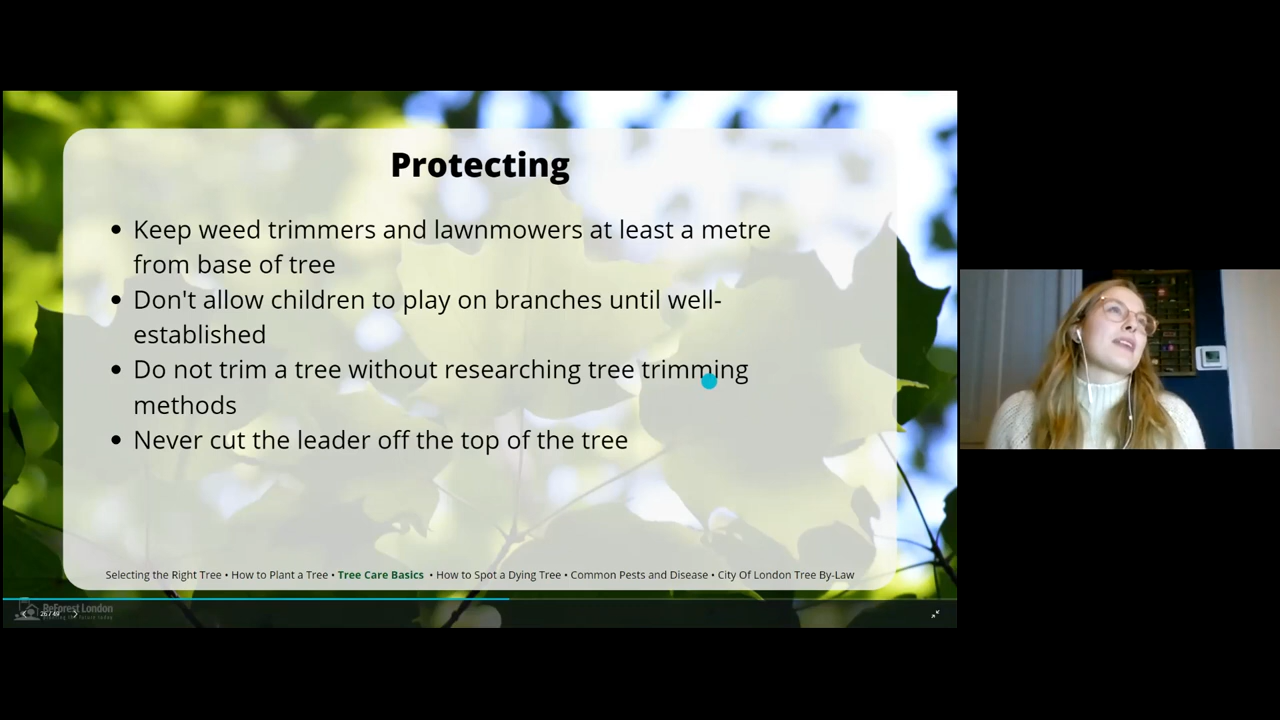 Protecting
• Keep weed trimmers and lawnmowers at least a metre
from base of tree
• Don't allow children to play on branches until well-
established
• Do not trim a tree without researching tree trimming
methods
• Never cut the leader off the top of the tree
Selecting the Right Tree • How to Plant a Tree • Tree Care Basics • How to Spot a Dying Tree • Common Pests and Disease • City Of London Tree By-Law
ReForest London